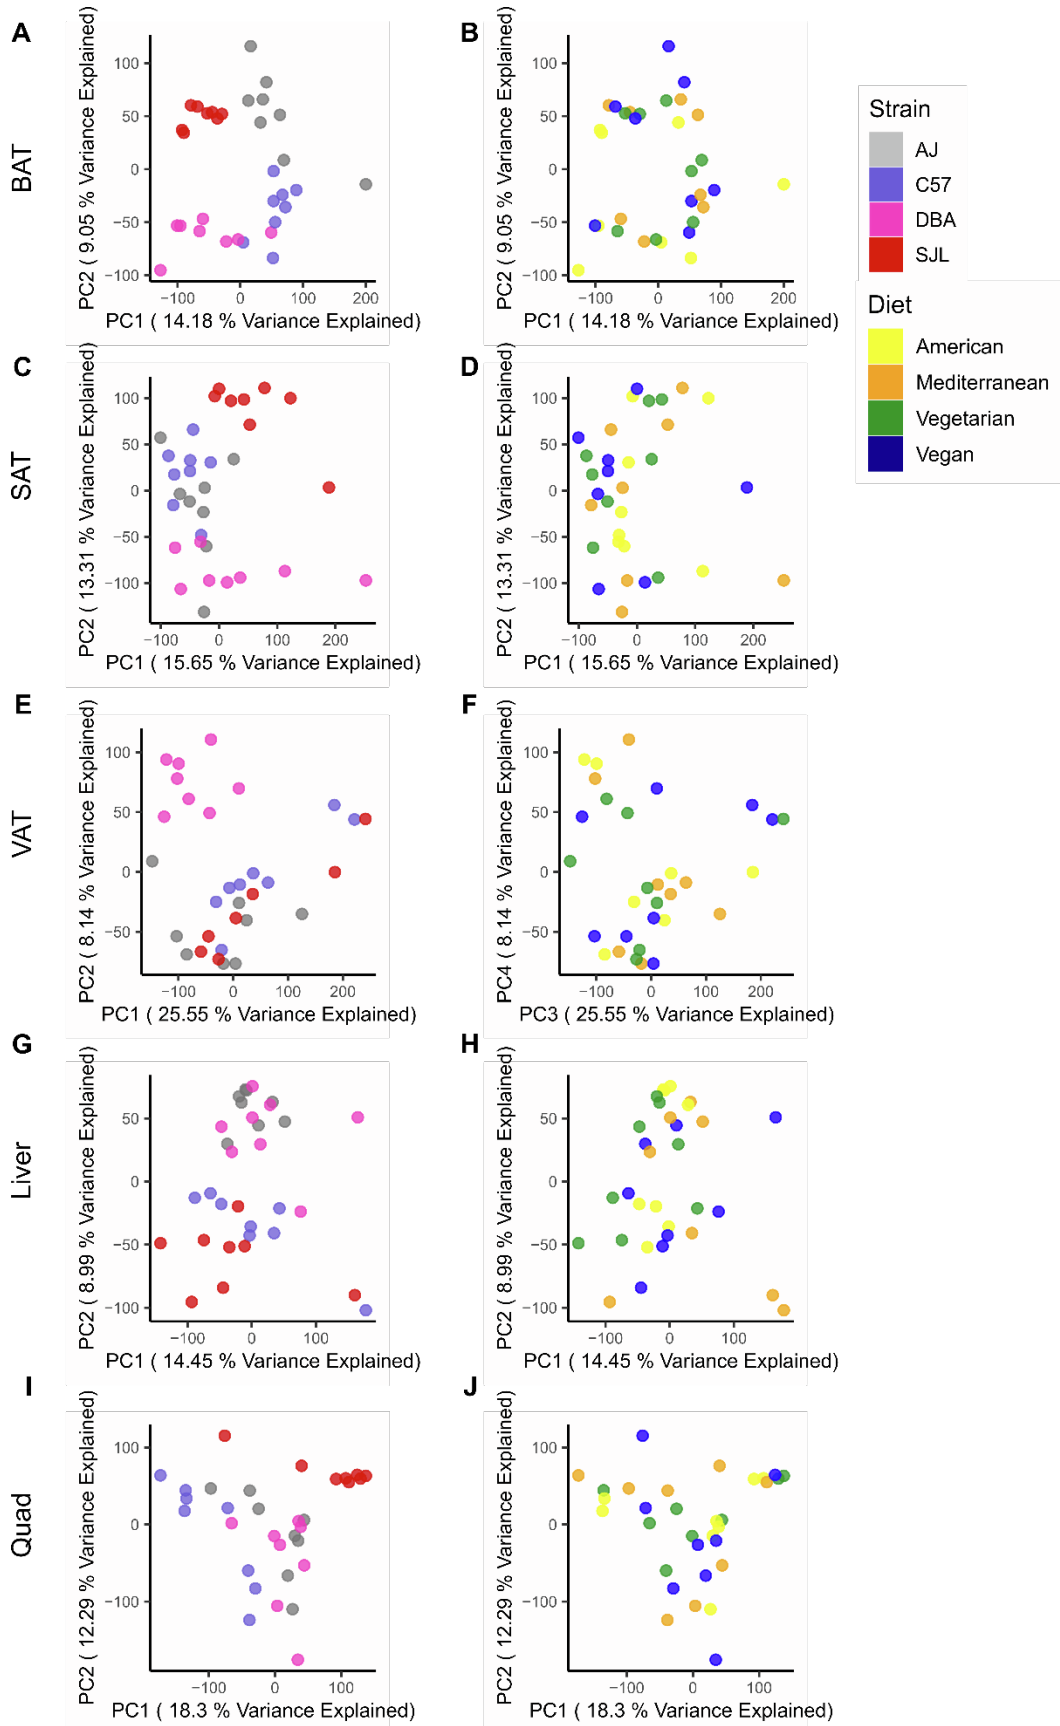 A
BAT
PC2 ( 9.05 % Variance Explained)
100
50
0
−50
−100
−100
0
100
200
PC1 ( 14.18 % Variance Explained)
B
PC2 ( 9.05 % Variance Explained)
100
50
0
−50
−100
−100
0
100
200
PC1 ( 14.18 % Variance Explained)
Strain
AJ
C57
DBA
SJL
Diet
American
Mediterranean
Vegetarian
Vegan
C
SAT
PC2 ( 13.31 % Variance Explained)
100
50
0
−50
−100
−100
0
100
200
PC1 ( 15.65 % Variance Explained)
D
PC2 ( 13.31 % Variance Explained)
100
50
0
−50
−100
−100
0
100
200
PC1 ( 15.65 % Variance Explained)
E
VAT
PC2 ( 8.14 % Variance Explained)
100
50
0
−50
−100
0
100
200
PC1 ( 25.55 % Variance Explained)
F
PC4 ( 8.14 % Variance Explained)
100
50
0
−50
−100
0
100
200
PC3 ( 25.55 % Variance Explained)
G
Liver
PC2 ( 8.99 % Variance Explained)
50
0
−50
−100
−100
0
100
PC1 ( 14.45 % Variance Explained)
H
PC2 ( 8.99 % Variance Explained)
50
0
−50
−100
−100
0
100
PC1 ( 14.45 % Variance Explained)
I
Quad
PC2 ( 12.29 % Variance Explained)
100
0
−100
−100
0
100
PC1 ( 18.3 % Variance Explained)
J
PC2 ( 12.29 % Variance Explained)
100
0
−100
−100
0
100
PC1 ( 18.3 % Variance Explained)